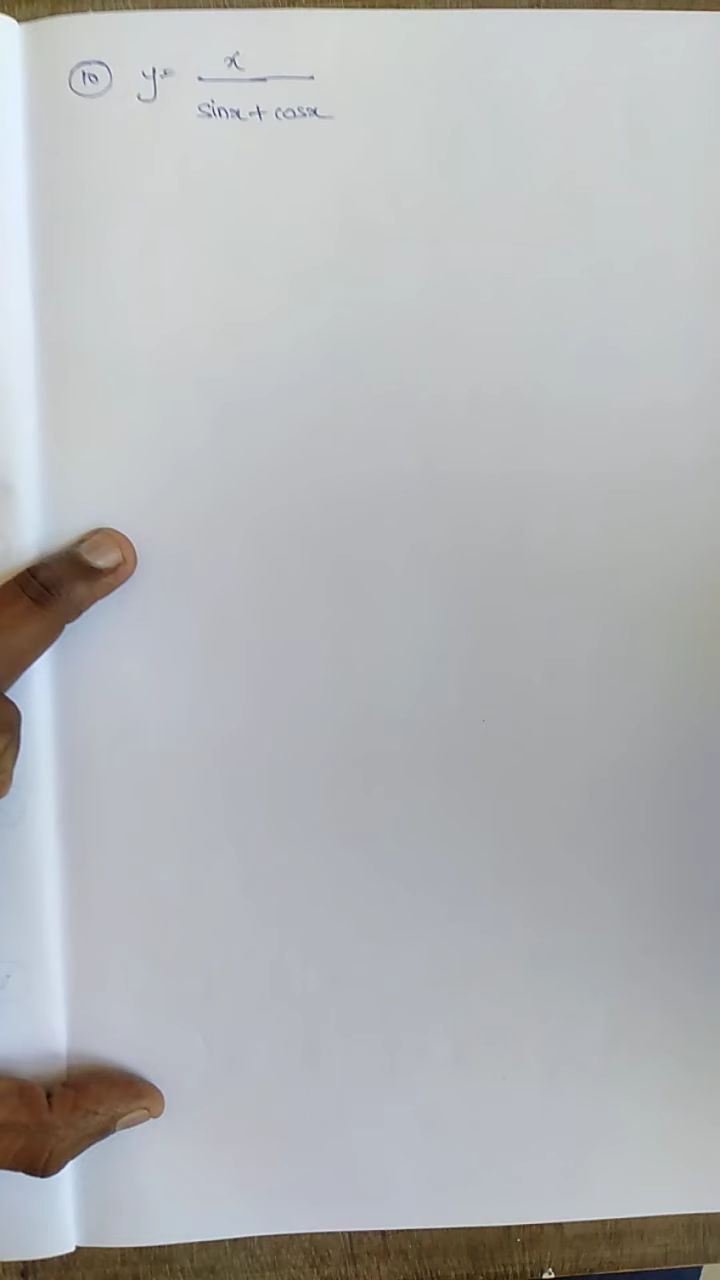 10 y = x / sinx + cosx